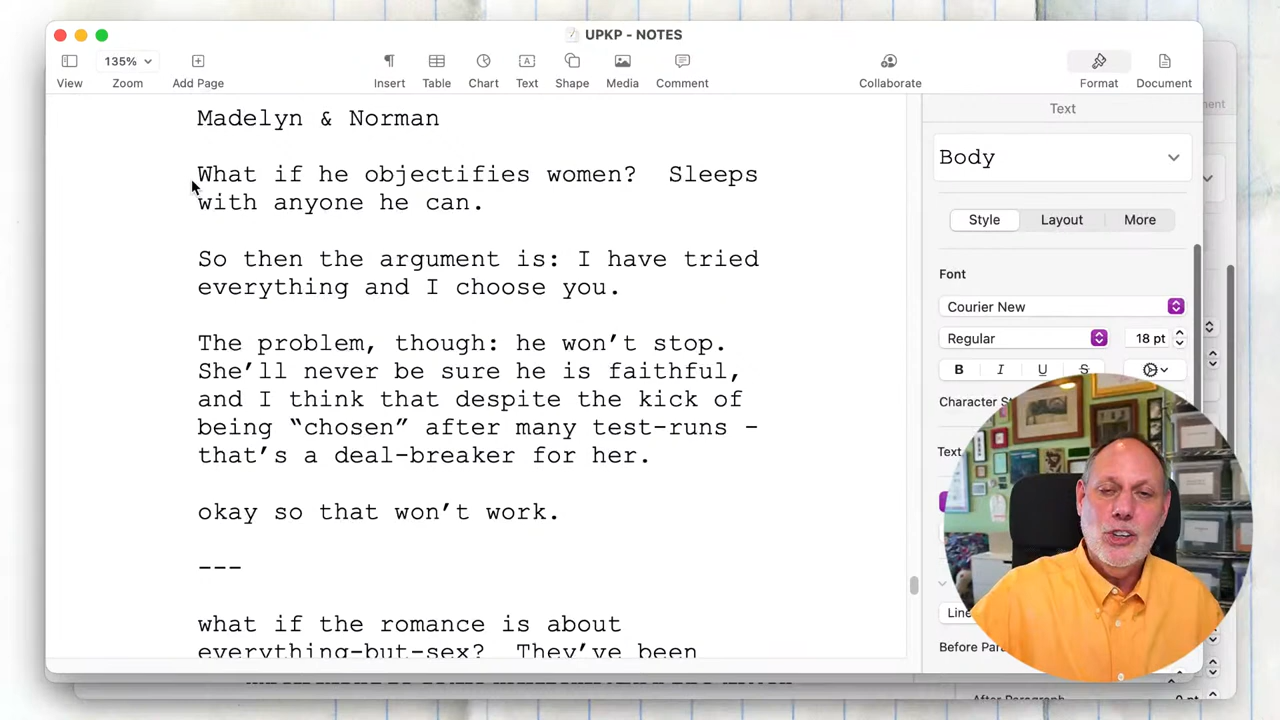 UPKP - NOTES
135%
View
Zoom
Add Page
Insert
Table
Chart
Text
Shape
Media
Comment
Collaborate
Format
Document
Madelyn & Norman
What if he objectifies women?  Sleeps
with anyone he can.
So then the argument is: I have tried
everything and I choose you.
The problem, though: he won’t stop.
She’ll never be sure he is faithful,
and I think that despite the kick of
being “chosen” after many test-runs -
that’s a deal-breaker for her.
okay so that won’t work.
---
what if the romance is about
everything-but-sex?  They’ve been
Text
Body
Style
Layout
More
Font
Courier New
Regular
18 pt
B
I
U
S
Character
Text
Before
After Paragraph